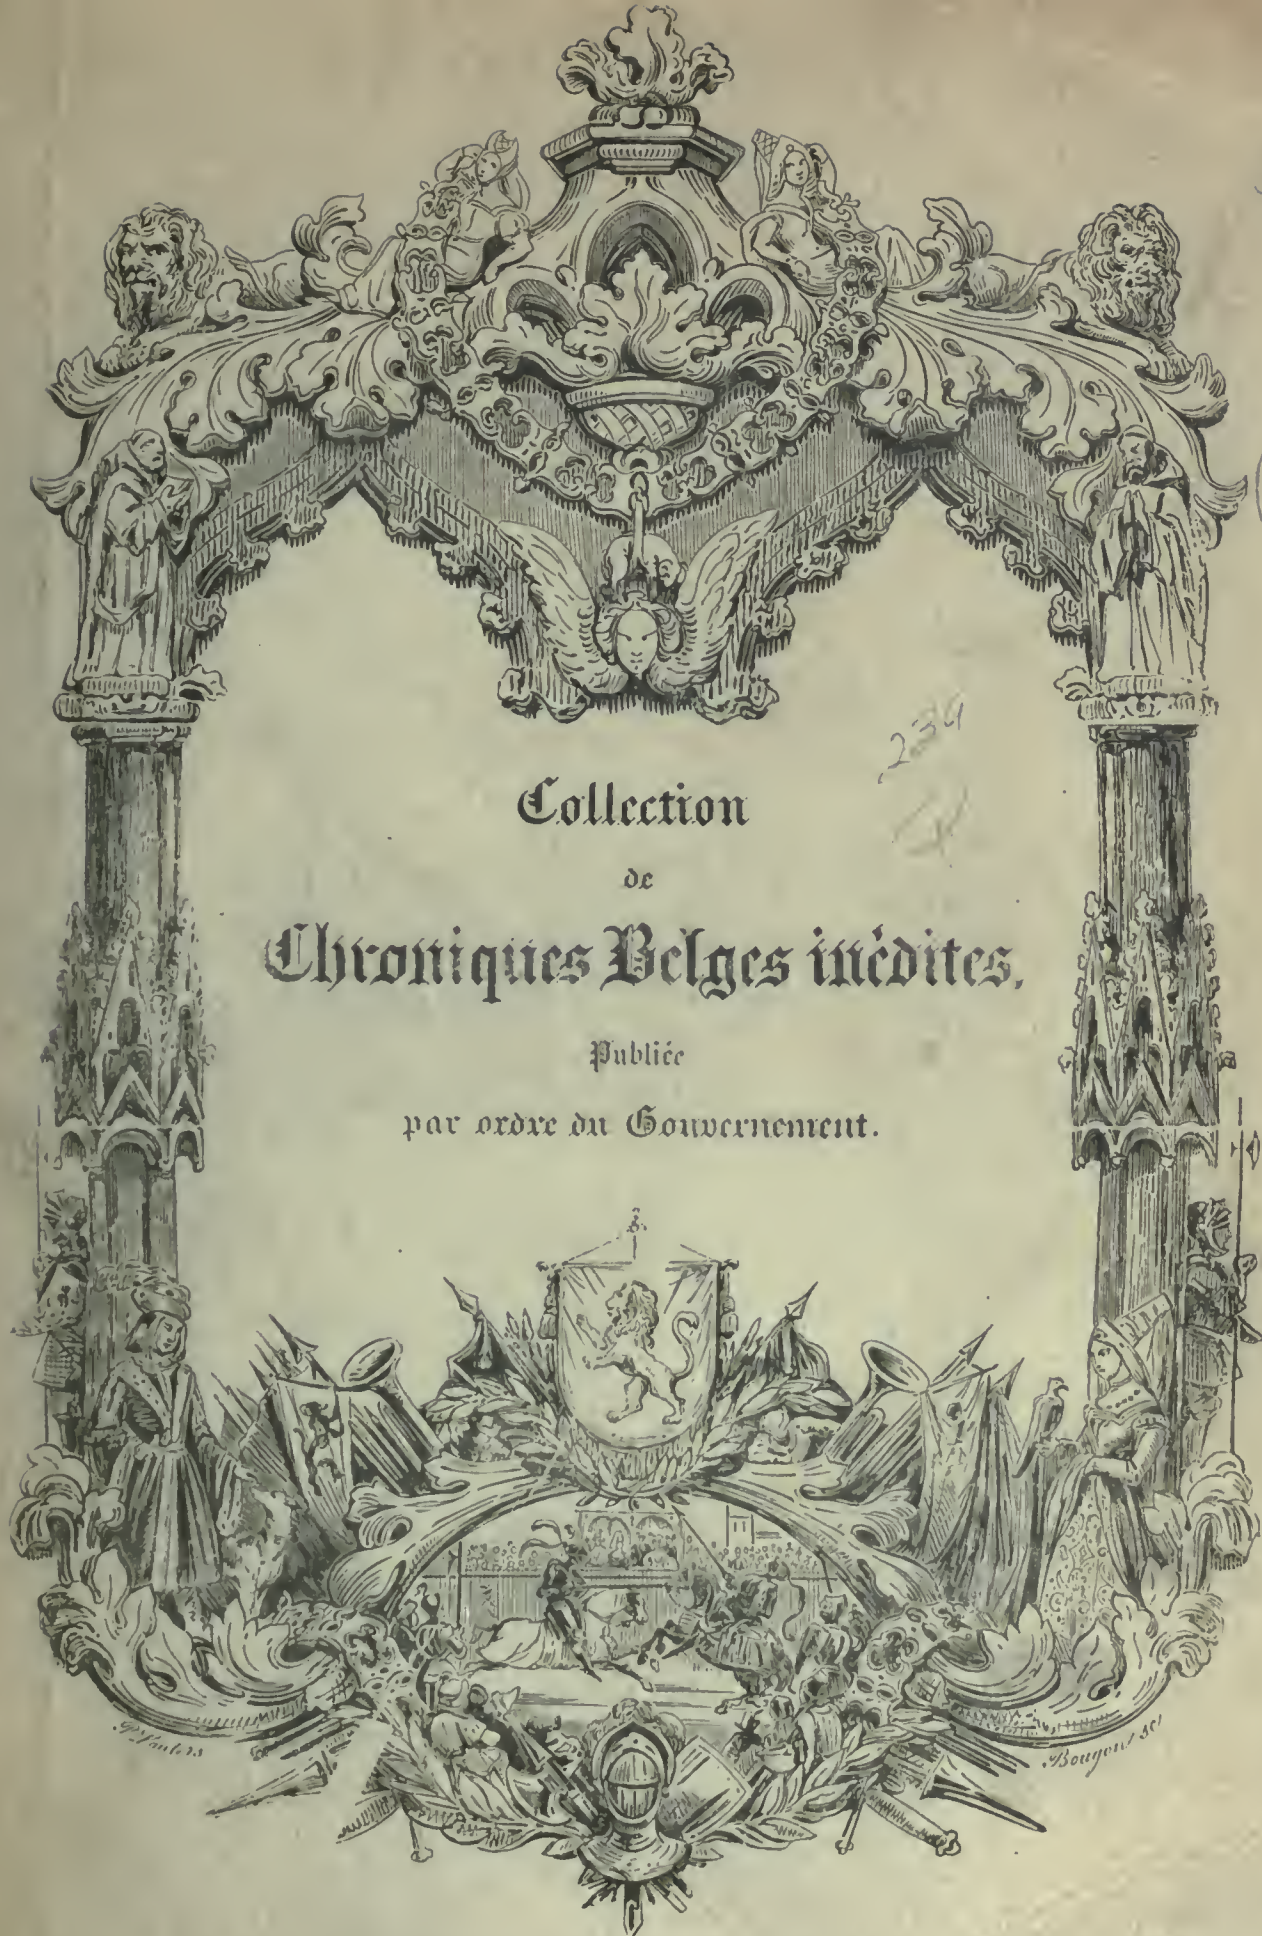 Collection
de
Chroniques Belges inédites,
Publiée
par ordre du Gouvernement.